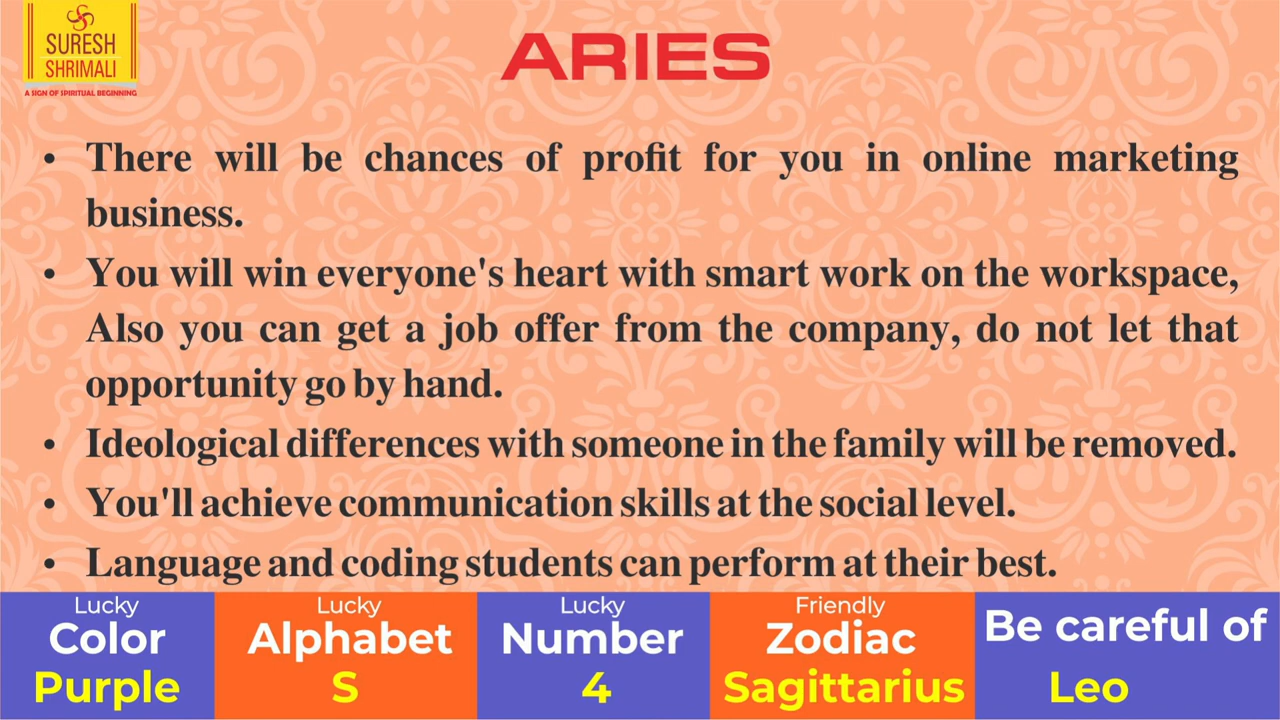 SURESH
SHRIMALI
A SIGN OF SPIRITUAL BEGINNING
ARIES
• There will be chances of profit for you in online marketing
business.
• You will win everyone's heart with smart work on the workspace,
Also you can get a job offer from the company, do not let that
opportunity go by hand.
• Ideological differences with someone in the family will be removed.
• You'll achieve communication skills at the social level.
• Language and coding students can perform at their best.
Lucky
Color
Purple
Lucky
Alphabet
S
Lucky
Number
4
Friendly
Zodiac
Sagittarius
Be careful of
Leo